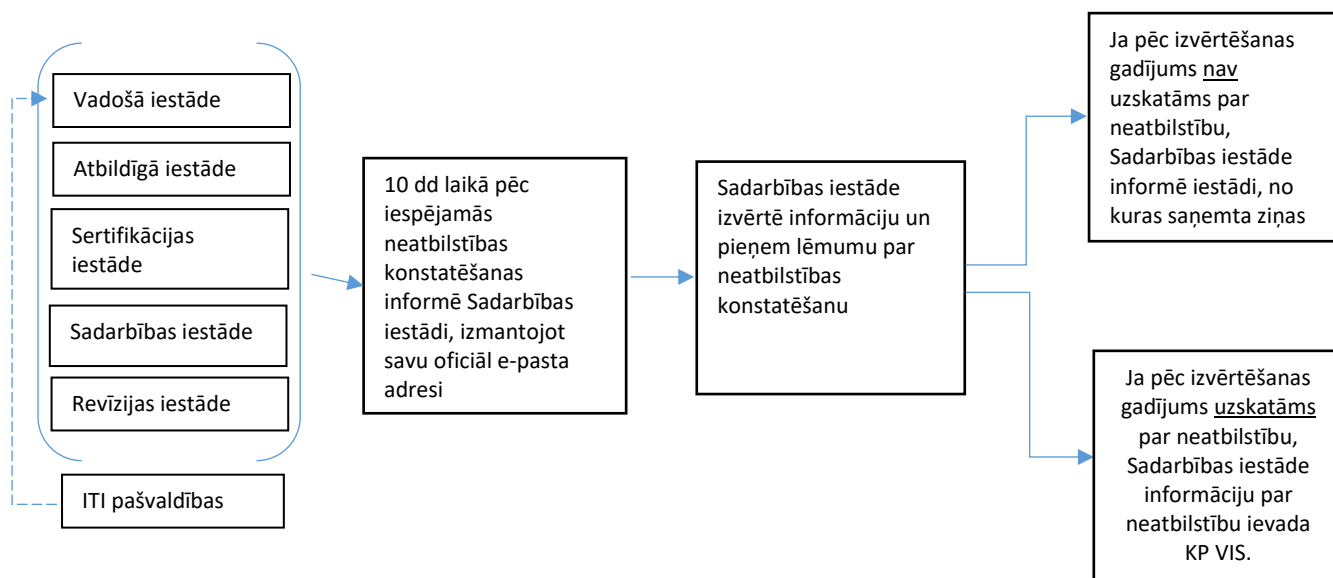 Vadošā iestāde
Atbildīgā iestāde
Sertifikācijas
iestāde
Sadarbības iestāde
Revīzijas iestāde
ITI pašvaldības
10 dd laikā pēc
iespējamās
neatbilstības
konstatēšanas
informē Sadarbības
iestādi, izmantojot
savu oficiāl e-pasta
adresi
Sadarbības iestāde
izvērtē informāciju un
pieņem lēmumu par
neatbilstības
konstatēšanu
Ja pēc izvērtēšanas
gadījums nav
uzskatāms par
neatbilstību,
Sadarbības iestāde
informē iestādi, no
kuras saņemta ziņas
Ja pēc izvērtēšanas
gadījums uzskatāms
par neatbilstību,
Sadarbības iestāde
informāciju par
neatbilstību ievada
KP VIS.